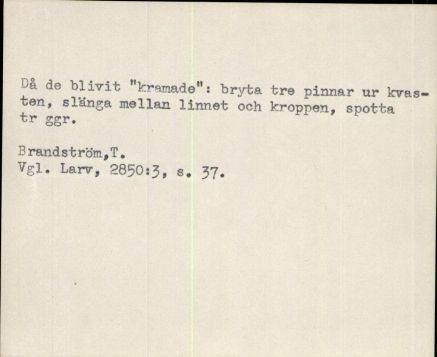 Då de blivit "kramade": bryta tre pinnar ur kvas-
ten, slänga mellan linnet och kroppen, spotta
tr ggr.
Brandström,T.
Vgl. Larv, 2850:3, s. 37.